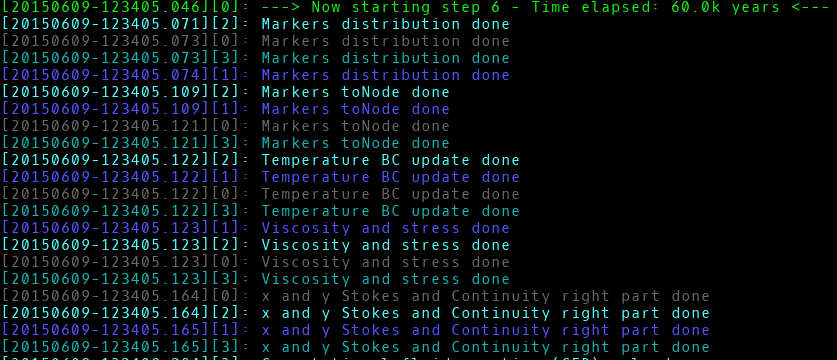 [20150609-123405.046][0]: ---> Now starting step 6 - Time elapsed: 60.0k years <---
[20150609-123405.071][2]: Markers distribution done
[20150609-123405.073][0]: Markers distribution done
[20150609-123405.073][3]: Markers distribution done
[20150609-123405.074][1]: Markers distribution done
[20150609-123405.109][2]: Markers toNode done
[20150609-123405.109][1]: Markers toNode done
[20150609-123405.121][0]: Markers toNode done
[20150609-123405.121][3]: Markers toNode done
[20150609-123405.122][2]: Temperature BC update done
[20150609-123405.122][1]: Temperature BC update done
[20150609-123405.122][0]: Temperature BC update done
[20150609-123405.122][3]: Temperature BC update done
[20150609-123405.123][1]: Viscosity and stress done
[20150609-123405.123][2]: Viscosity and stress done
[20150609-123405.123][0]: Viscosity and stress done
[20150609-123405.123][3]: Viscosity and stress done
[20150609-123405.164][0]: x and y Stokes and Continuity right part done
[20150609-123405.164][2]: x and y Stokes and Continuity right part done
[20150609-123405.165][1]: x and y Stokes and Continuity right part done
[20150609-123405.165][3]: x and y Stokes and Continuity right part done